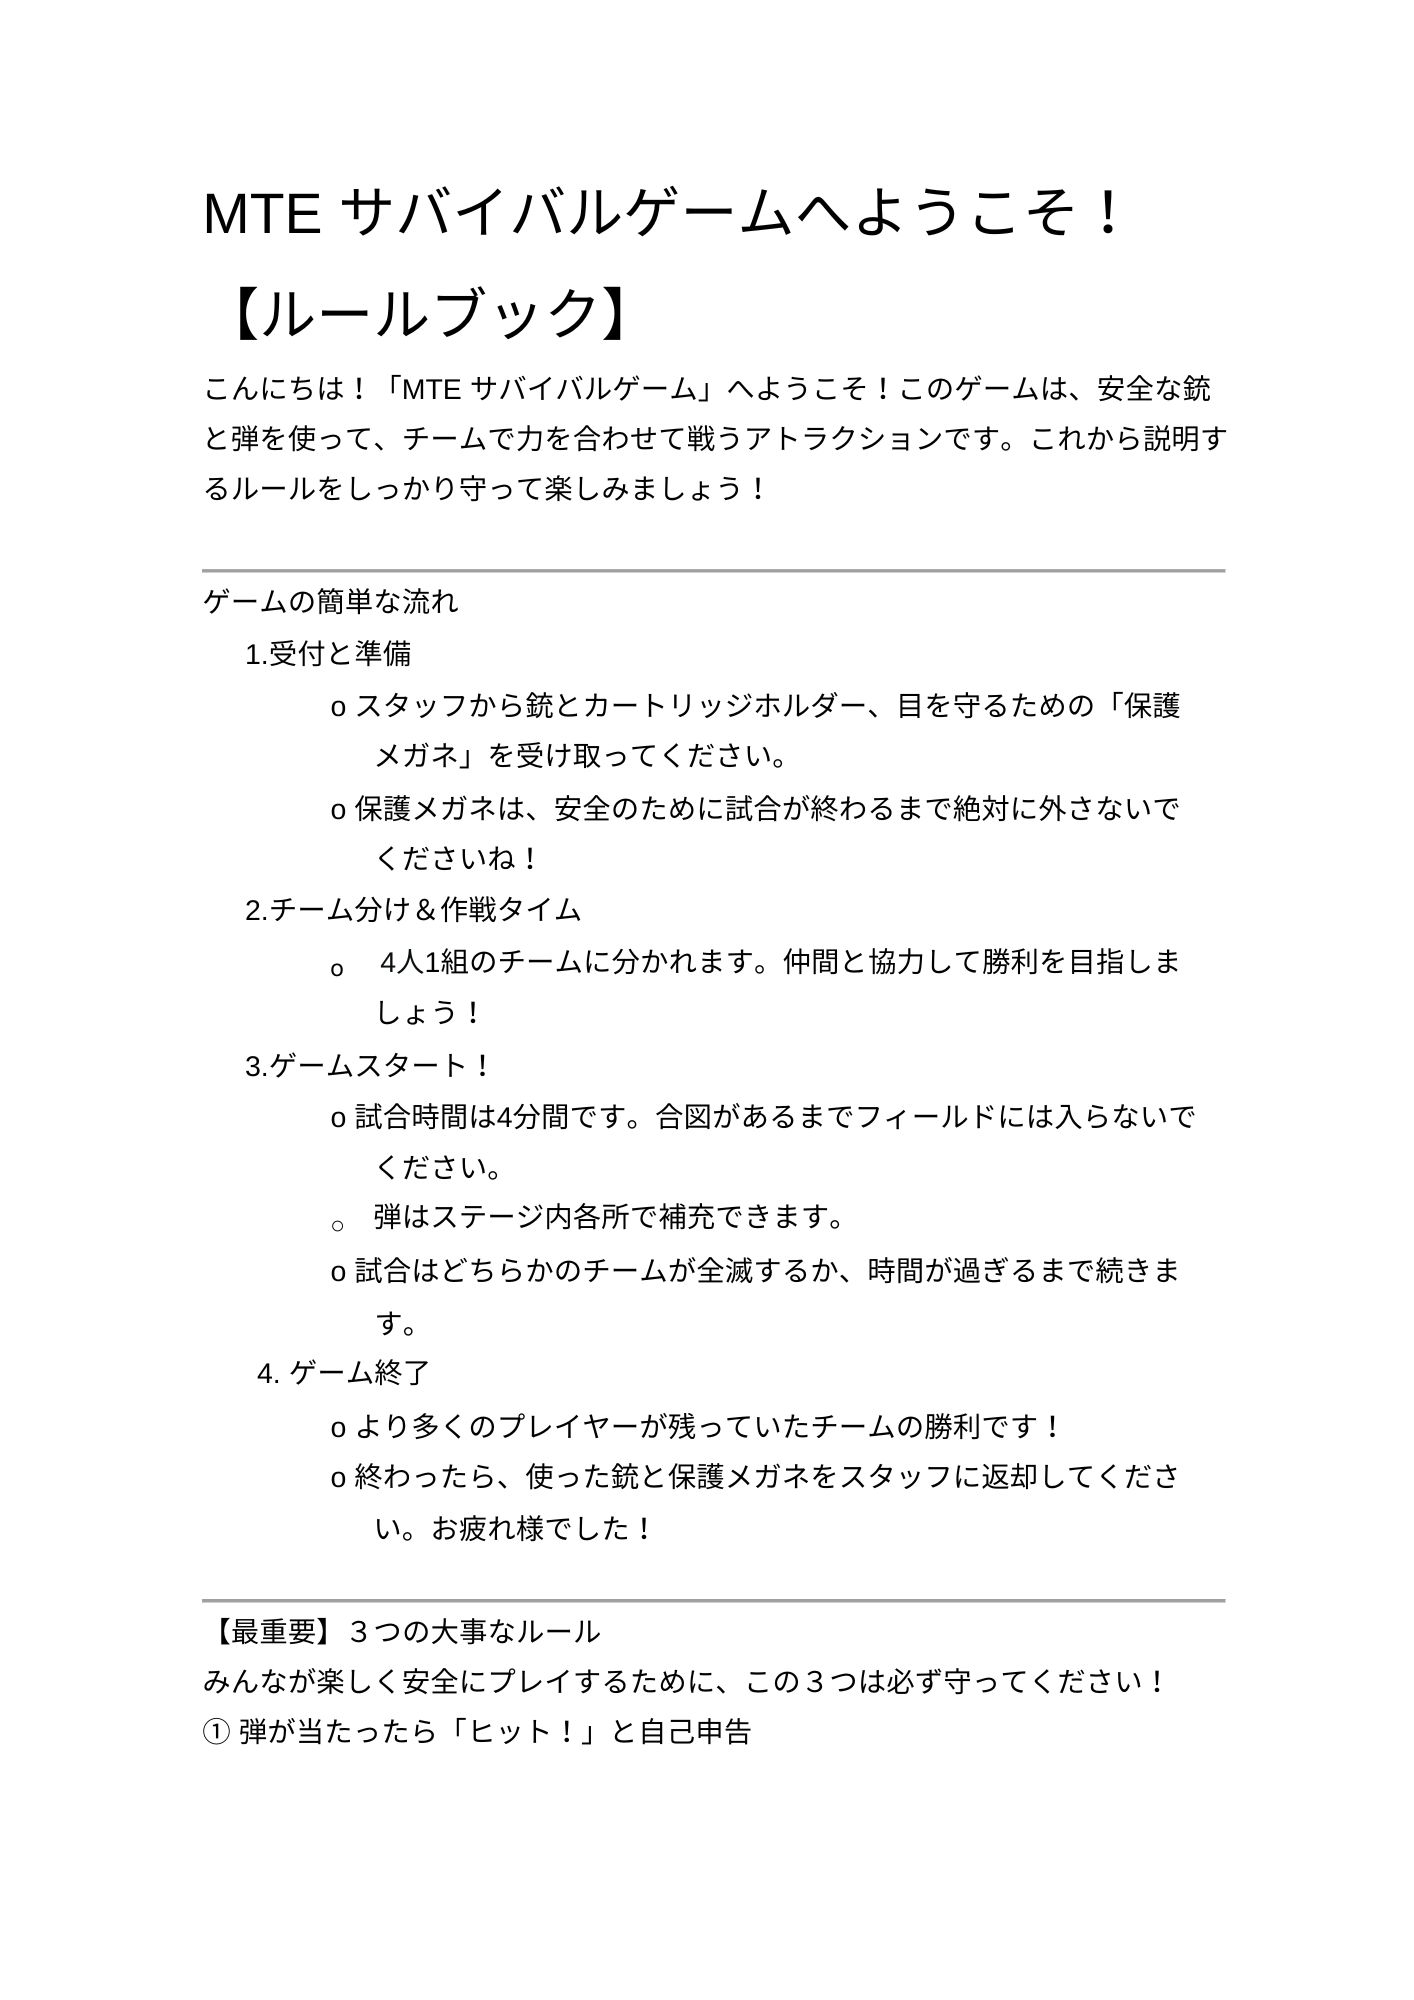 MTE サバイバルゲームへようこそ！
【ルールブック】
こんにちは！「MTE サバイバルゲーム」へようこそ！このゲームは、安全な銃
と弾を使って、チームで力を合わせて戦うアトラクションです。これから説明す
るルールをしっかり守って楽しみましょう！
ゲームの簡単な流れ
1.受付と準備
o スタッフから銃とカートリッジホルダー、目を守るための「保護
メガネ」を受け取ってください。
o 保護メガネは、安全のために試合が終わるまで絶対に外さないで
くださいね！
2.チーム分け＆作戦タイム
o 4人1組のチームに分かれます。仲間と協力して勝利を目指しま
しょう！
3.ゲームスタート！
o 試合時間は4分間です。合図があるまでフィールドには入らないで
ください。
○ 弾はステージ内各所で補充できます。
o 試合はどちらかのチームが全滅するか、時間が過ぎるまで続きま
す。
4. ゲーム終了
o より多くのプレイヤーが残っていたチームの勝利です！
o 終わったら、使った銃と保護メガネをスタッフに返却してくださ
い。お疲れ様でした！
【最重要】３つの大事なルール
みんなが楽しく安全にプレイするために、この３つは必ず守ってください！
① 弾が当たったら「ヒット！」と自己申告